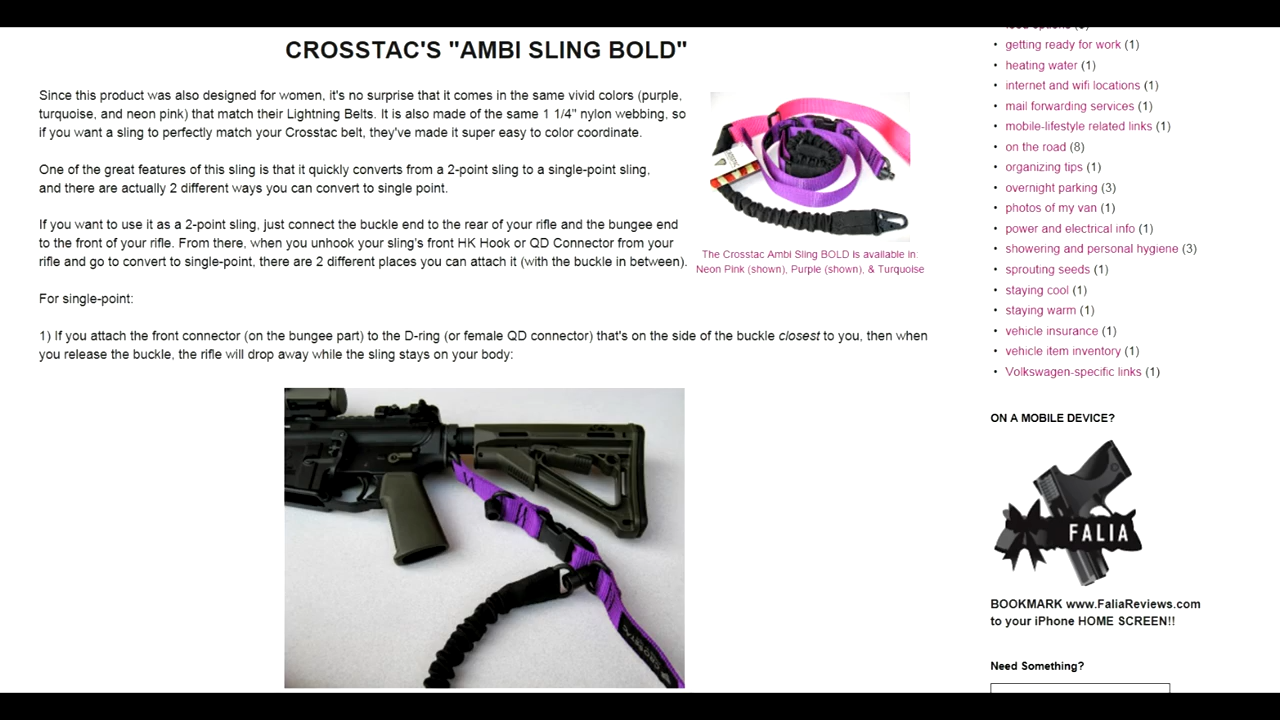 CROSSTAC'S "AMBI SLING BOLD"
Since this product was also designed for women, it's no surprise that it comes in the same vivid colors (purple,
turquoise, and neon pink) that match their Lightning Belts. It is also made of the same 1 1/4" nylon webbing, so
if you want a sling to perfectly match your Crosstac belt, they've made it super easy to color coordinate.
One of the great features of this sling is that it quickly converts from a 2-point sling to a single-point sling,
and there are actually 2 different ways you can convert to single point.
If you want to use it as a 2-point sling, just connect the buckle end to the rear of your rifle and the bungee end
to the front of your rifle. From there, when you unhook your sling's front HK Hook or QD Connector from your
rifle and go to convert to single-point, there are 2 different places you can attach it (with the buckle in between).
The Crosstac Ambi Sling BOLD is available in:
Neon Pink (shown), Purple (shown), & Turquoise
For single-point:
1) If you attach the front connector (on the bungee part) to the D-ring (or female QD connector) that's on the side of the buckle closest to you, then when
you release the buckle, the rifle will drop away while the sling stays on your body:
CROSSTAC
• getting ready for work (1)
• heating water (1)
• internet and wifi locations (1)
• mail forwarding services (1)
• mobile-lifestyle related links (1)
• on the road (8)
• organizing tips (1)
• overnight parking (3)
• photos of my van (1)
• power and electrical info (1)
• showering and personal hygiene (3)
• sprouting seeds (1)
• staying cool (1)
• staying warm (1)
• vehicle insurance (1)
• vehicle item inventory (1)
• Volkswagen-specific links (1)
ON A MOBILE DEVICE?
FALIA
BOOKMARK www.FaliaReviews.com
to your iPhone HOME SCREEN!!
Need Something?